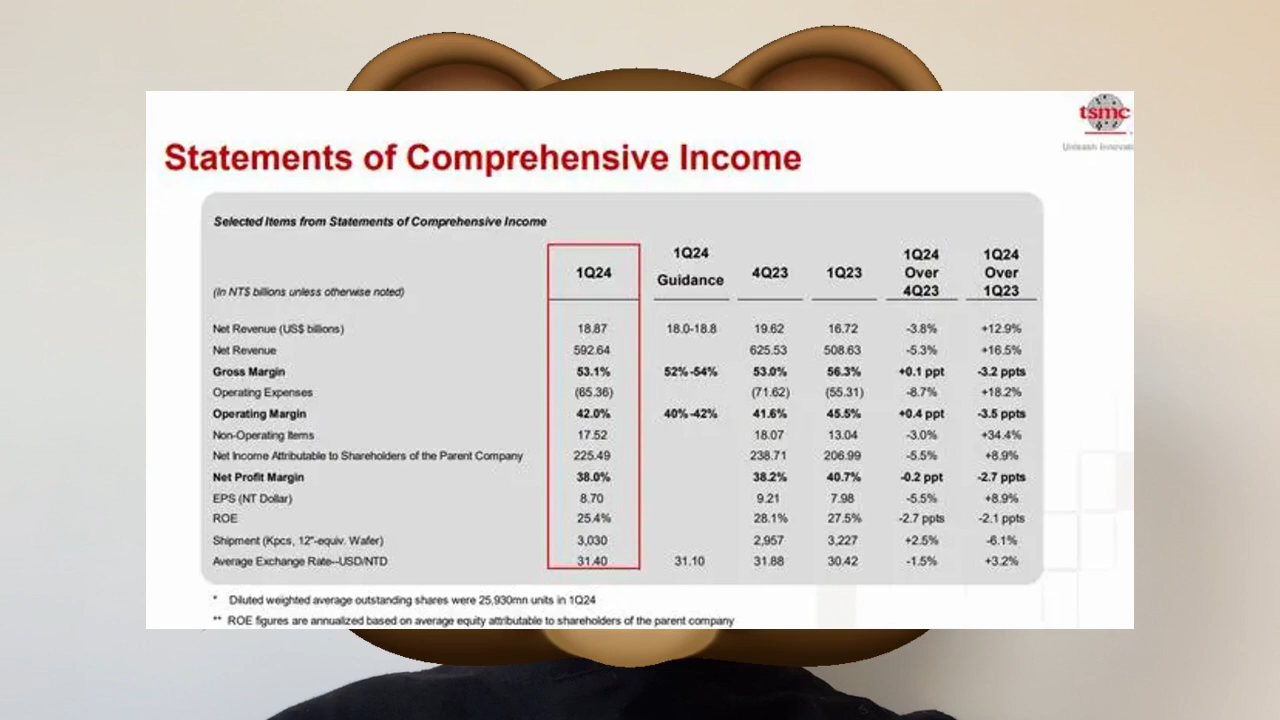 tsmc
Unleash Innovati
Statements of Comprehensive Income
Selected Items from Statements of Comprehensive Income
(In NT$ billions unless otherwise noted) 1Q24 1Q24 Guidance 4Q23 1Q23 1Q24 Over 4Q23 1Q24 Over 1Q23
Net Revenue (US$ billions) 18.87 18.0-18.8 19.62 16.72 -3.8% +12.9%
Net Revenue 592.64 625.53 508.63 -5.3% +16.5%
Gross Margin 53.1% 52%-54% 53.0% 56.3% +0.1 ppt -3.2 ppts
Operating Expenses (65.36) (71.62) (55.31) -8.7% +18.2%
Operating Margin 42.0% 40%-42% 41.6% 45.5% +0.4 ppt -3.5 ppts
Non-Operating Items 17.52 18.07 13.04 -3.0% +34.4%
Net Income Attributable to Shareholders of the Parent Company 225.49 238.71 206.99 -5.5% +8.9%
Net Profit Margin 38.0% 38.2% 40.7% -0.2 ppt -2.7 ppts
EPS (NT Dollar) 8.70 9.21 7.98 -5.5% +8.9%
ROE 25.4% 28.1% 27.5% -2.7 ppts -2.1 ppts
Shipment (Kpcs, 12"-equiv. Wafer) 3,030 2,957 3,227 +2.5% -6.1%
Average Exchange Rate--USD/NTD 31.40 31.10 31.88 30.42 -1.5% +3.2%
* Diluted weighted average outstanding shares were 25,930mn units in 1Q24
** ROE figures are annualized based on average equity attributable to shareholders of the parent company